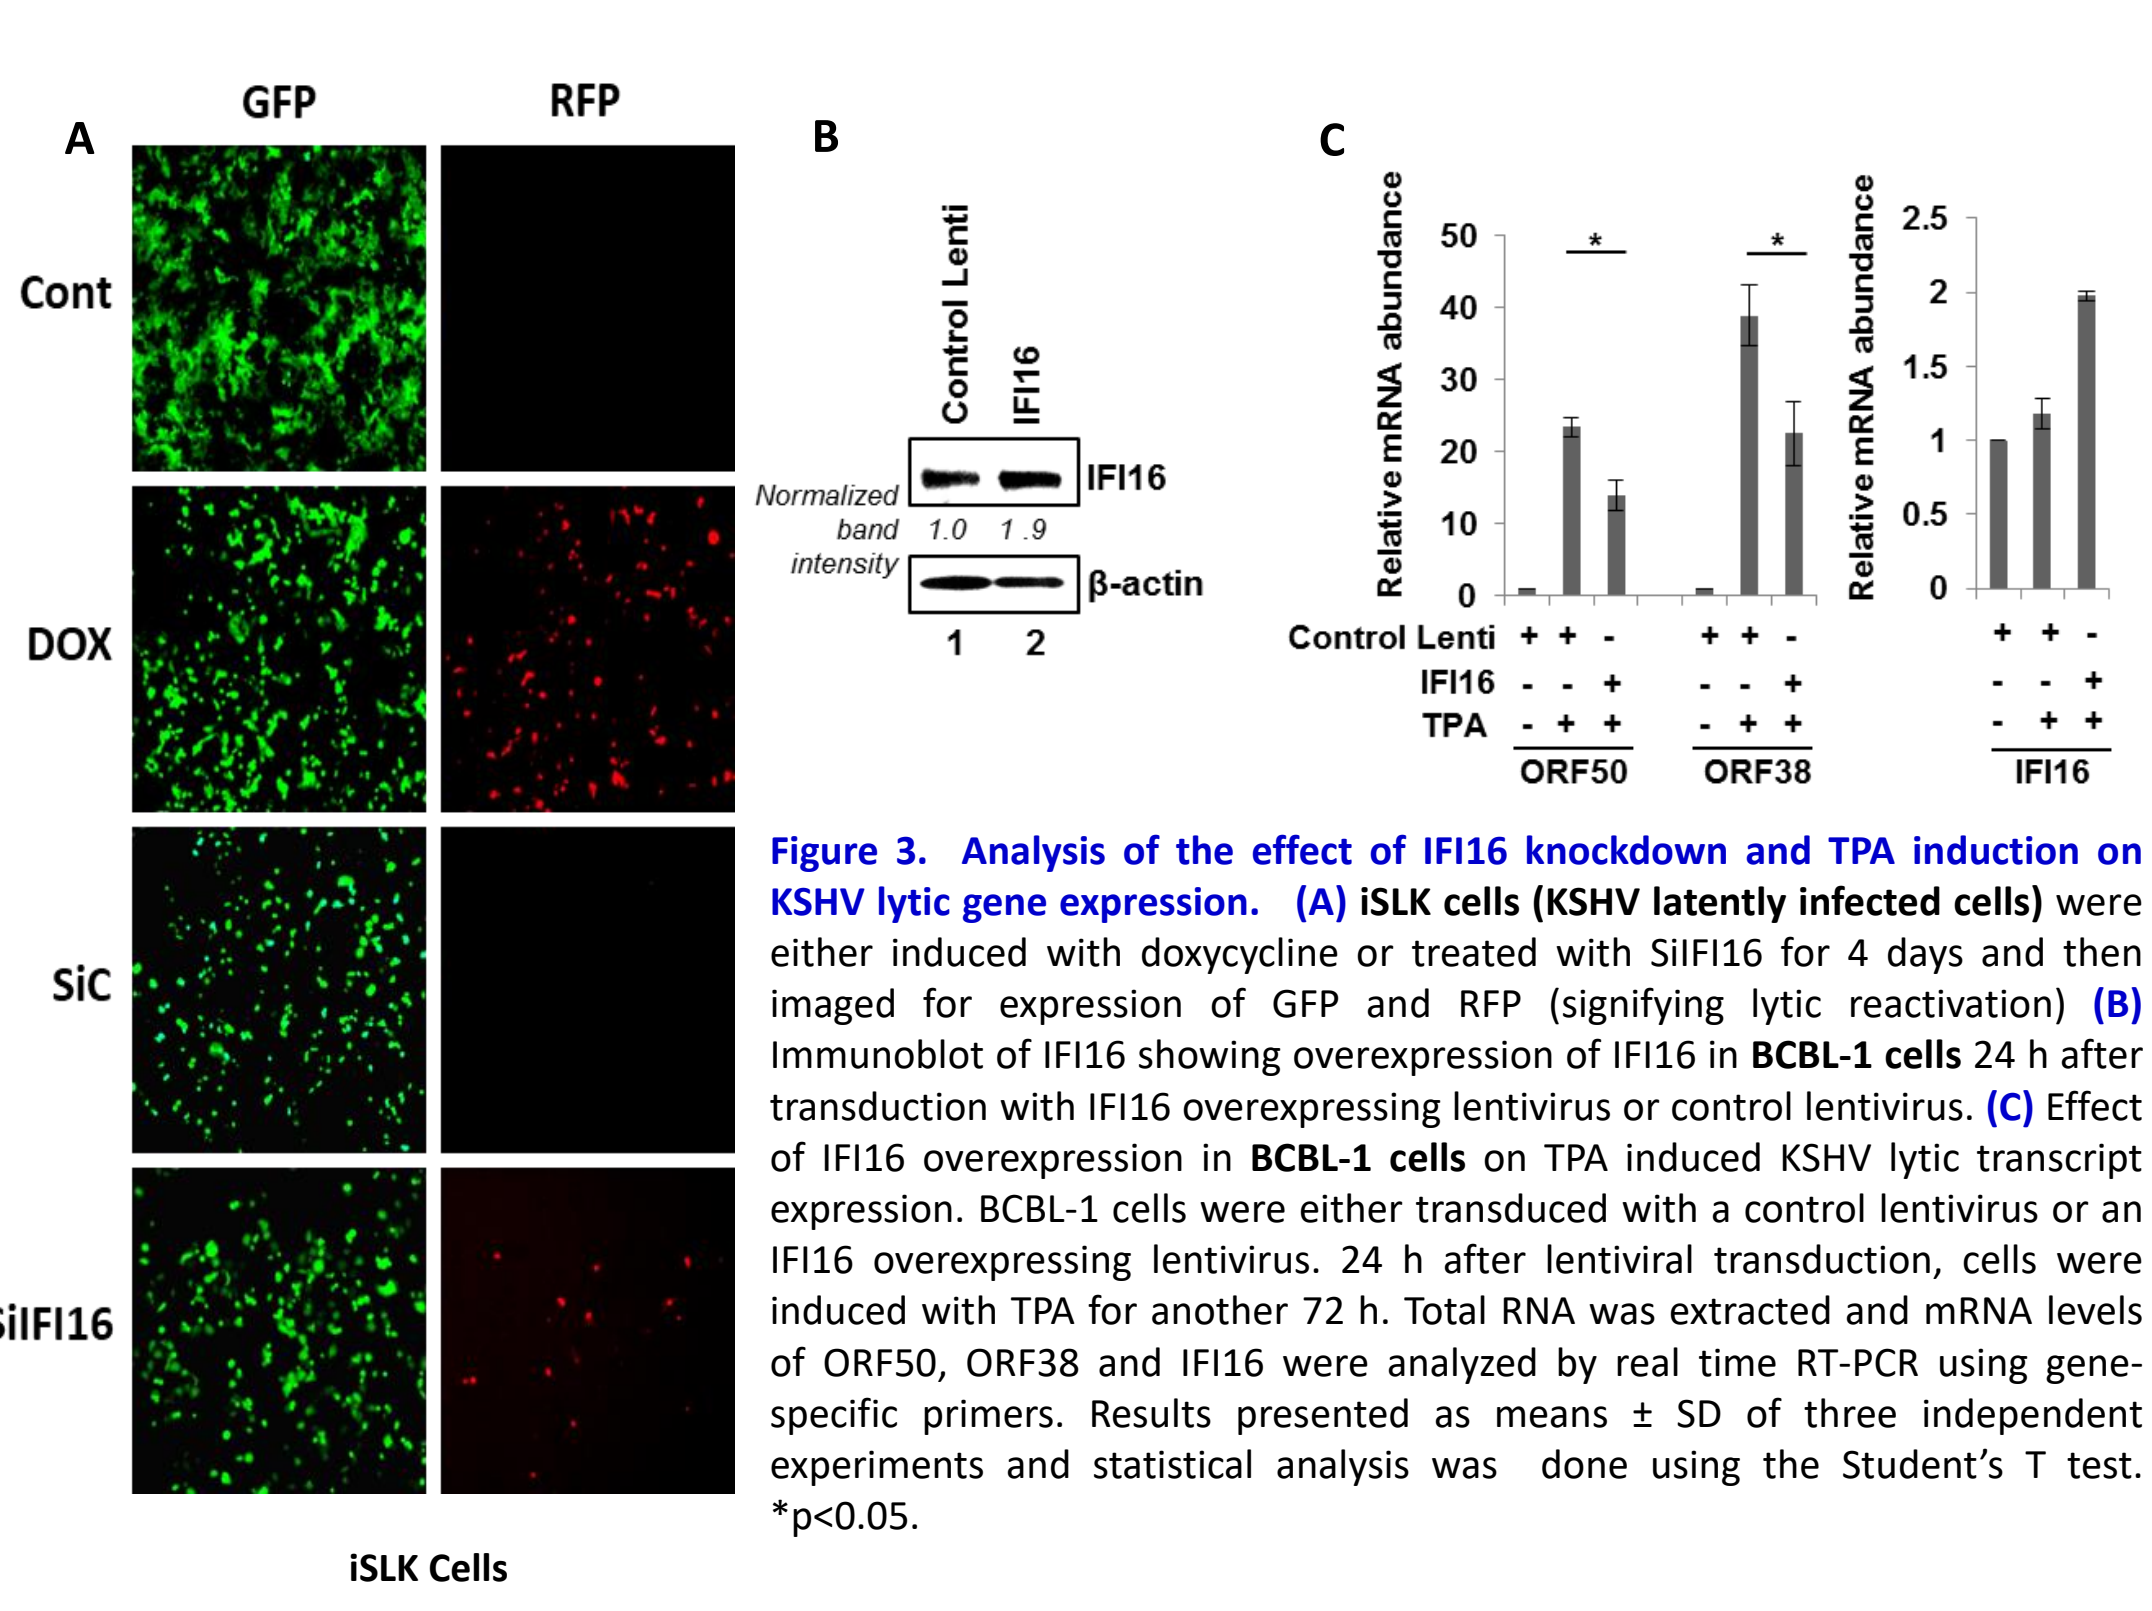 GFP RFP
A
Cont
DOX
SiC
SiIFI16
iSLK Cells
B
Control Lenti
IFI16
IFI16
Normalized
band 1.0 1 .9
intensity
β-actin
1 2
C
Relative mRNA abundance
50
40
30
20
10
0
* *
Control Lenti + + - + + -
IFI16 - - + - - +
TPA - + + - + +
ORF50 ORF38
Relative mRNA abundance
2.5
2
1.5
1
0.5
0
+ + -
- - +
- + +
IFI16
Figure 3. Analysis of the effect of IFI16 knockdown and TPA induction on
KSHV lytic gene expression. (A) iSLK cells (KSHV latently infected cells) were
either induced with doxycycline or treated with SiIFI16 for 4 days and then
imaged for expression of GFP and RFP (signifying lytic reactivation) (B)
Immunoblot of IFI16 showing overexpression of IFI16 in BCBL-1 cells 24 h after
transduction with IFI16 overexpressing lentivirus or control lentivirus. (C) Effect
of IFI16 overexpression in BCBL-1 cells on TPA induced KSHV lytic transcript
expression. BCBL-1 cells were either transduced with a control lentivirus or an
IFI16 overexpressing lentivirus. 24 h after lentiviral transduction, cells were
induced with TPA for another 72 h. Total RNA was extracted and mRNA levels
of ORF50, ORF38 and IFI16 were analyzed by real time RT-PCR using gene-
specific primers. Results presented as means ± SD of three independent
experiments and statistical analysis was done using the Student’s T test.
*p<0.05.